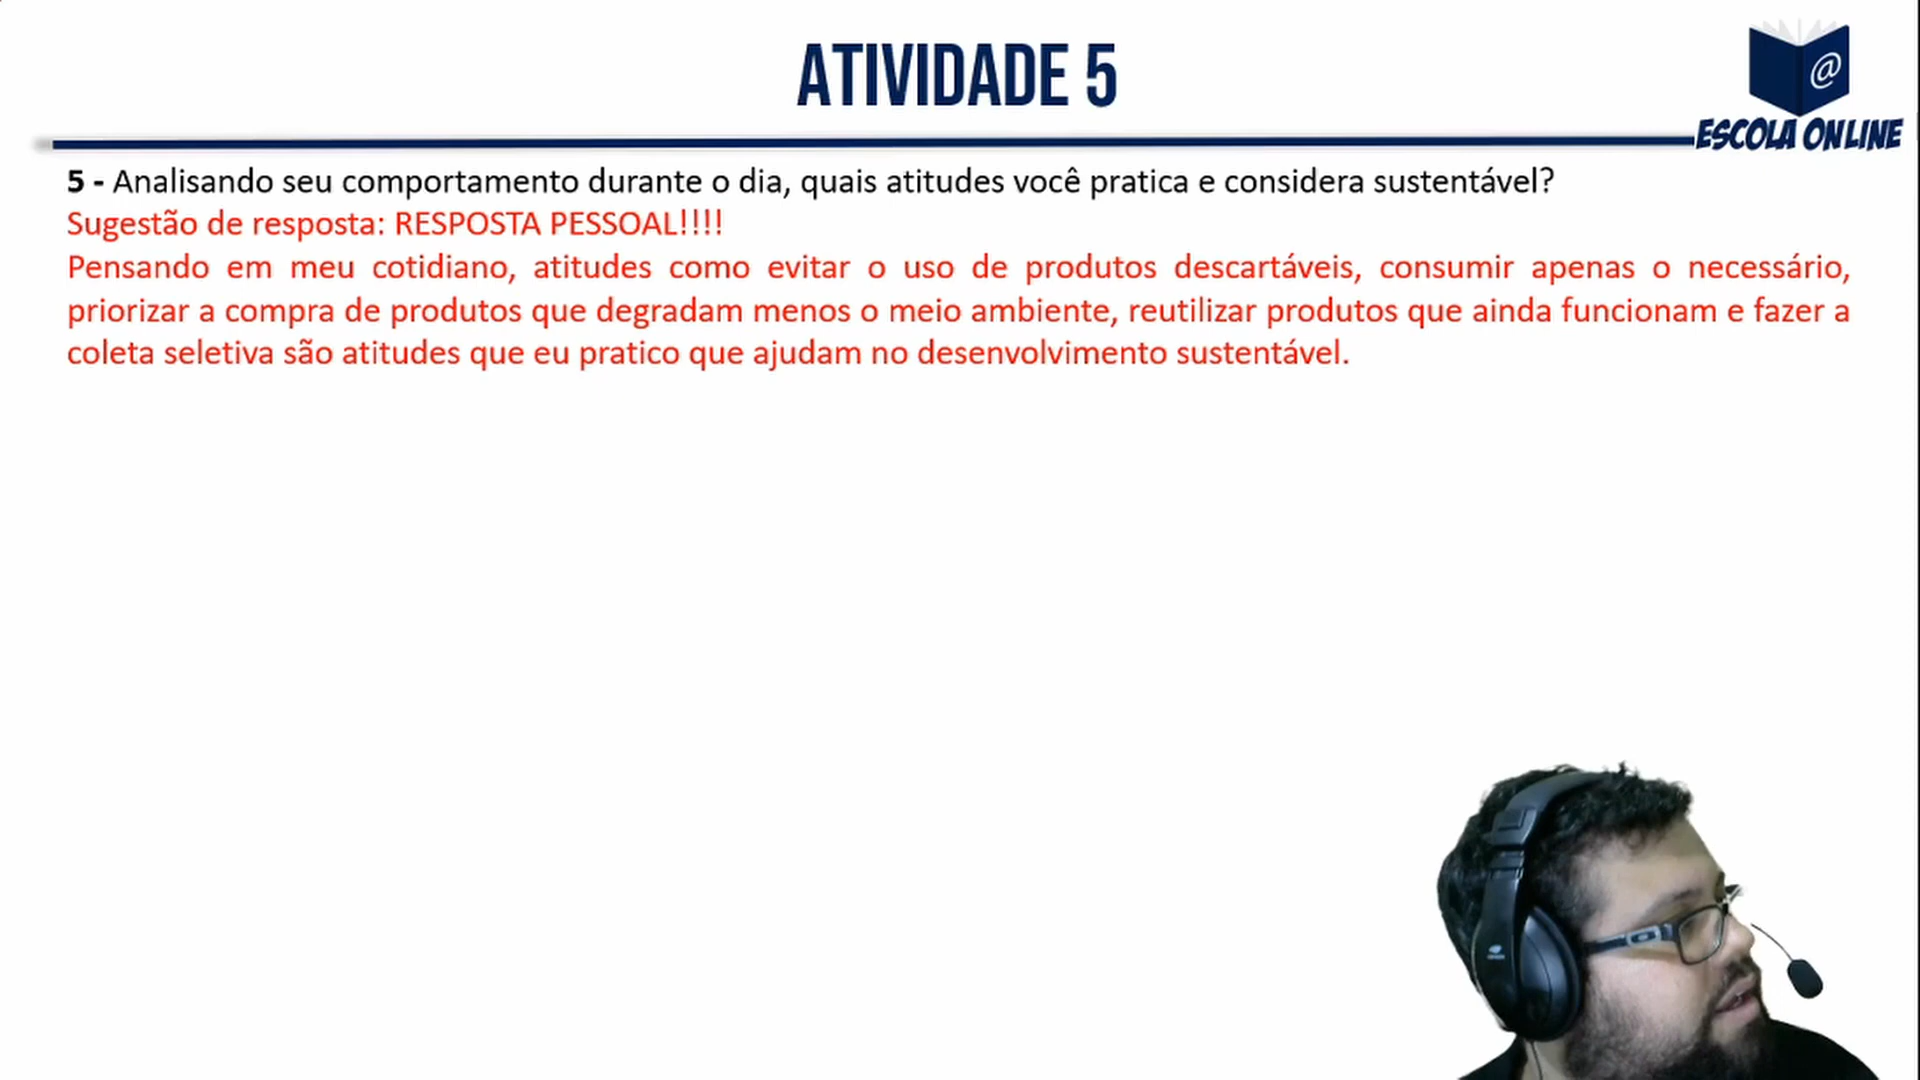 ATIVIDADE 5
@
ESCOLA ONLINE
5 - Analisando seu comportamento durante o dia, quais atitudes você pratica e considera sustentável?
Sugestão de resposta: RESPOSTA PESSOAL!!!!
Pensando em meu cotidiano, atitudes como evitar o uso de produtos descartáveis, consumir apenas o necessário,
priorizar a compra de produtos que degradam menos o meio ambiente, reutilizar produtos que ainda funcionam e fazer a
coleta seletiva são atitudes que eu pratico que ajudam no desenvolvimento sustentável.